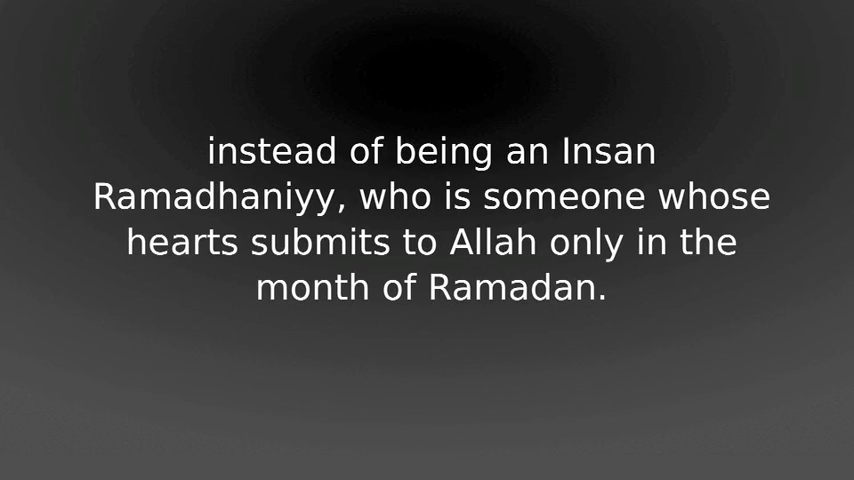 instead of being an Insan
Ramadhaniyy, who is someone whose
hearts submits to Allah only in the
month of Ramadan.